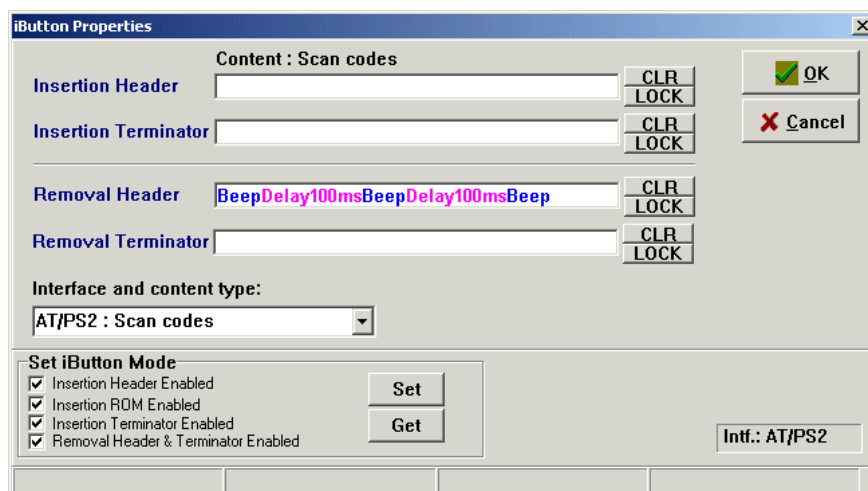 iButton Properties
Content : Scan codes
Insertion Header
CLR
LOCK
OK
Insertion Terminator
CLR
LOCK
Cancel
Removal Header
BeepDelay100msBeepDelay100msBeep
CLR
LOCK
Removal Terminator
CLR
LOCK
Interface and content type:
AT/PS2 : Scan codes
Set iButton Mode
Insertion Header Enabled
Insertion ROM Enabled
Insertion Terminator Enabled
Removal Header & Terminator Enabled
Set
Get
Intf.: AT/PS2